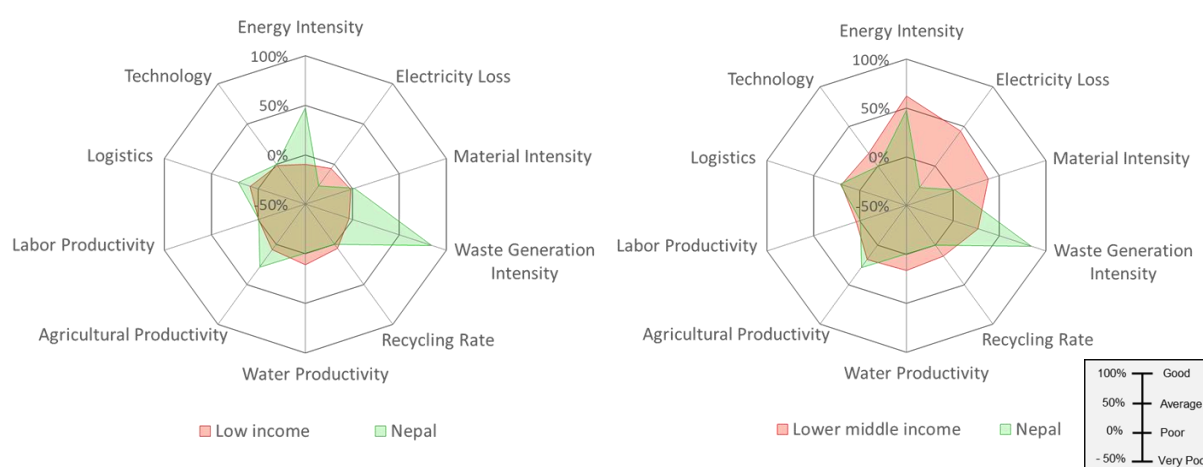 Energy Intensity
100%
Technology
Electricity Loss
50%
Logistics
0%
Material Intensity
-50%
Labor Productivity
Waste Generation
Intensity
Agricultural Productivity
Recycling Rate
Water Productivity
Low income
Nepal
Energy Intensity
100%
Technology
Electricity Loss
50%
Logistics
0%
Material Intensity
-50%
Labor Productivity
Waste Generation
Intensity
Agricultural Productivity
Recycling Rate
Water Productivity
Lower middle income
Nepal
100% Good
50% Average
0% Poor
- 50% Very Poo